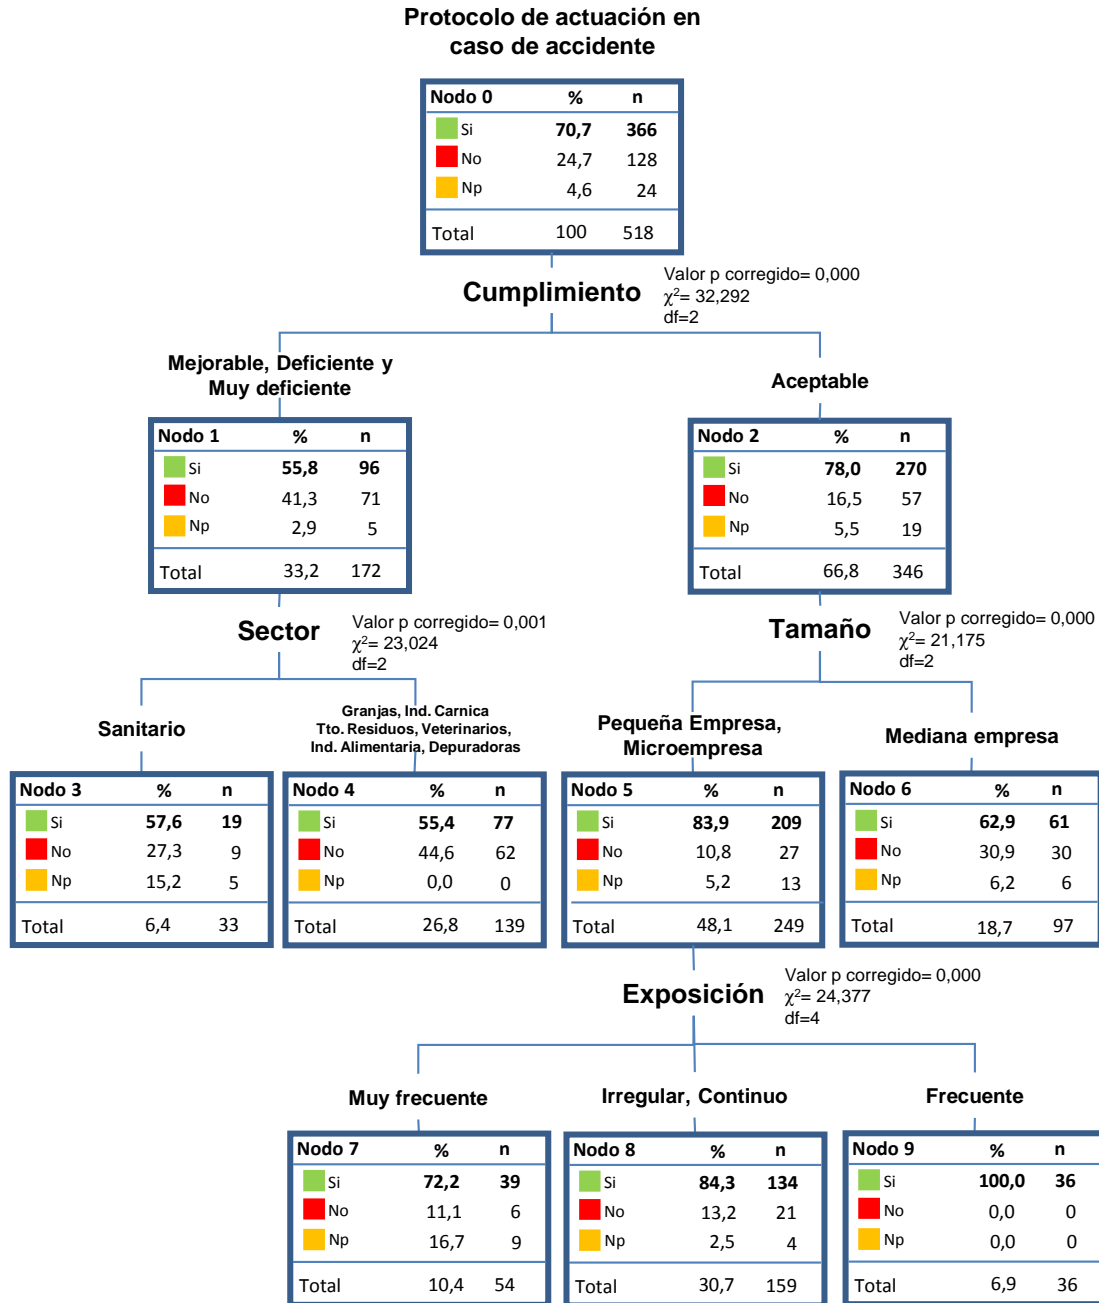 Protocolo de actuación en
caso de accidente
Nodo 0 % n
Si 70,7 366
No 24,7 128
Np 4,6 24
Total 100 518
Cumplimiento
Valor p corregido= 0,000
χ²= 32,292
df=2
Mejorable, Deficiente y
Muy deficiente
Aceptable
Nodo 1 % n
Si 55,8 96
No 41,3 71
Np 2,9 5
Total 33,2 172
Nodo 2 % n
Si 78,0 270
No 16,5 57
Np 5,5 19
Total 66,8 346
Sector
Valor p corregido= 0,001
χ²= 23,024
df=2
Tamaño
Valor p corregido= 0,000
χ²= 21,175
df=2
Sanitario
Granjas, Ind. Carnica
Tto. Residuos, Veterinarios,
Ind. Alimentaria, Depuradoras
Pequeña Empresa,
Microempresa
Mediana empresa
Nodo 3 % n
Si 57,6 19
No 27,3 9
Np 15,2 5
Total 6,4 33
Nodo 4 % n
Si 55,4 77
No 44,6 62
Np 0,0 0
Total 26,8 139
Nodo 5 % n
Si 83,9 209
No 10,8 27
Np 5,2 13
Total 48,1 249
Nodo 6 % n
Si 62,9 61
No 30,9 30
Np 6,2 6
Total 18,7 97
Exposición
Valor p corregido= 0,000
χ²= 24,377
df=4
Muy frecuente
Irregular, Continuo
Frecuente
Nodo 7 % n
Si 72,2 39
No 11,1 6
Np 16,7 9
Total 10,4 54
Nodo 8 % n
Si 84,3 134
No 13,2 21
Np 2,5 4
Total 30,7 159
Nodo 9 % n
Si 100,0 36
No 0,0 0
Np 0,0 0
Total 6,9 36